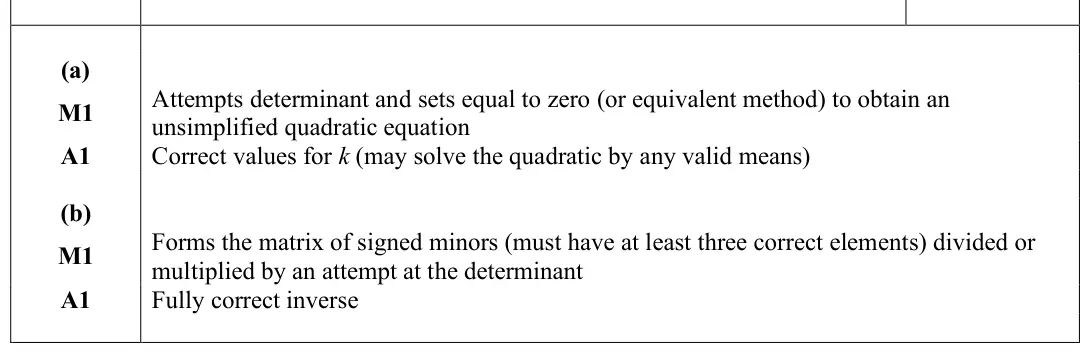 (a)
M1 Attempts determinant and sets equal to zero (or equivalent method) to obtain an
unsimplified quadratic equation
A1 Correct values for k (may solve the quadratic by any valid means)
(b)
M1 Forms the matrix of signed minors (must have at least three correct elements) divided or
multiplied by an attempt at the determinant
A1 Fully correct inverse